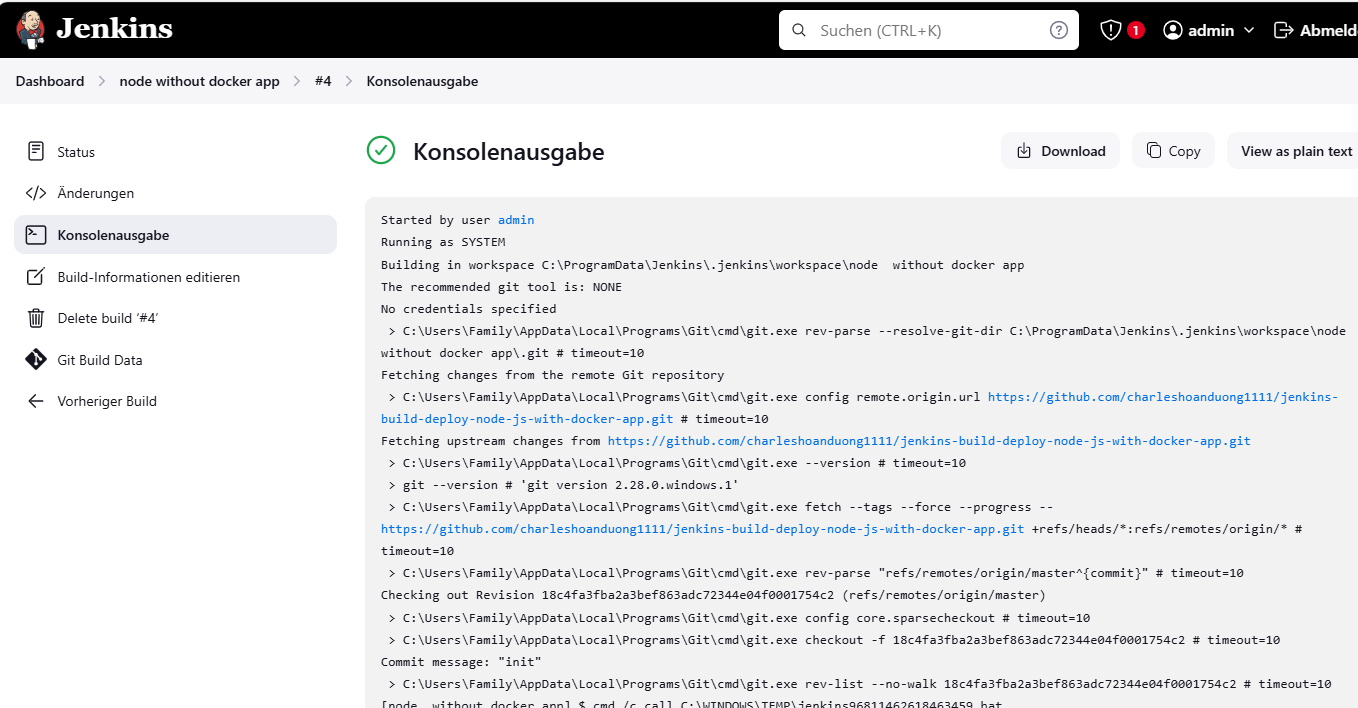 Jenkins
Suchen (CTRL+K)
1
admin
Abmeld
Dashboard
node without docker app
#4
Konsolenausgabe
Status
Änderungen
Konsolenausgabe
Build-Informationen editieren
Delete build ‘#4’
Git Build Data
Vorheriger Build
Konsolenausgabe
Download
Copy
View as plain text
Started by user admin
Running as SYSTEM
Building in workspace C:\ProgramData\Jenkins\.jenkins\workspace\node  without docker app
The recommended git tool is: NONE
No credentials specified
> C:\Users\Family\AppData\Local\Programs\Git\cmd\git.exe rev-parse --resolve-git-dir C:\ProgramData\Jenkins\.jenkins\workspace\node
without docker app\.git # timeout=10
Fetching changes from the remote Git repository
> C:\Users\Family\AppData\Local\Programs\Git\cmd\git.exe config remote.origin.url https://github.com/charleshoanduong1111/jenkins-
build-deploy-node-js-with-docker-app.git # timeout=10
Fetching upstream changes from https://github.com/charleshoanduong1111/jenkins-build-deploy-node-js-with-docker-app.git
> C:\Users\Family\AppData\Local\Programs\Git\cmd\git.exe --version # timeout=10
> git --version # 'git version 2.28.0.windows.1'
> C:\Users\Family\AppData\Local\Programs\Git\cmd\git.exe fetch --tags --force --progress --
https://github.com/charleshoanduong1111/jenkins-build-deploy-node-js-with-docker-app.git +refs/heads/*:refs/remotes/origin/* #
timeout=10
> C:\Users\Family\AppData\Local\Programs\Git\cmd\git.exe rev-parse "refs/remotes/origin/master^{commit}" # timeout=10
Checking out Revision 18c4fa3fba2a3bef863adc72344e04f0001754c2 (refs/remotes/origin/master)
> C:\Users\Family\AppData\Local\Programs\Git\cmd\git.exe config core.sparsecheckout # timeout=10
> C:\Users\Family\AppData\Local\Programs\Git\cmd\git.exe checkout -f 18c4fa3fba2a3bef863adc72344e04f0001754c2 # timeout=10
Commit message: "init"
> C:\Users\Family\AppData\Local\Programs\Git\cmd\git.exe rev-list --no-walk 18c4fa3fba2a3bef863adc72344e04f0001754c2 # timeout=10
[node  without docker app] $ cmd /c call C:\WINDOWS\TEMP\jenkins96811462618463459.bat